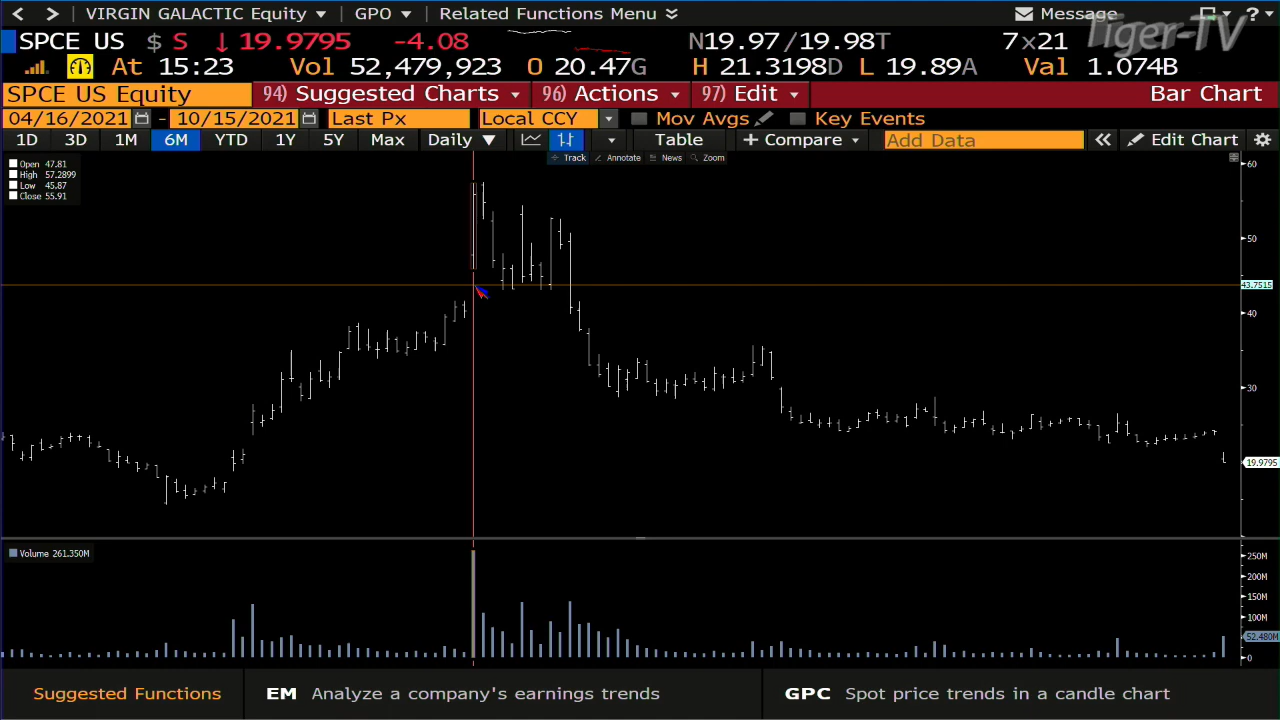 VIRGIN GALACTIC Equity GPO Related Functions Menu Message ?
Tiger-TV
SPCE US $ S ↓ 19.9795 -4.08 N19.97/19.98T 7x21
At 15:23 Vol 52,479,923 O 20.47G H 21.3198D L 19.89A Val 1.074B
SPCE US Equity 94) Suggested Charts 96) Actions 97) Edit Bar Chart
04/16/2021 - 10/15/2021 Last Px Local CCY Mov Avgs Key Events
1D 3D 1M 6M YTD 1Y 5Y Max Daily Table + Compare Add Data Edit Chart
Track Annotate News Zoom
Open 47.81
High 57.2899
Low 45.87
Close 55.91
60
50
43.7515
40
30
19.9795
Volume 261.350M
250M
200M
150M
100M
52.480M
0
Suggested Functions EM Analyze a company's earnings trends GPC Spot price trends in a candle chart